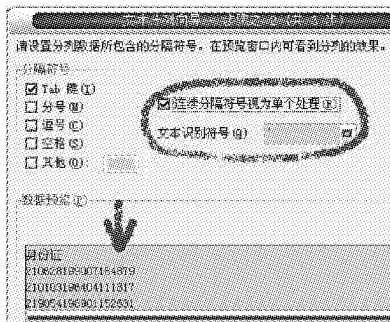 文本分列向导 - 步骤之 2 (共 3 步)
请设置分列数据所包含的分隔符号。在预览窗口内可看到分列的效果。
分隔符号
Tab 键(T)
分号(M)
逗号(C)
空格(S)
其他(O):
连续分隔符号视为单个处理(R)
文本识别符号(Q)
数据预览(P)
身份证